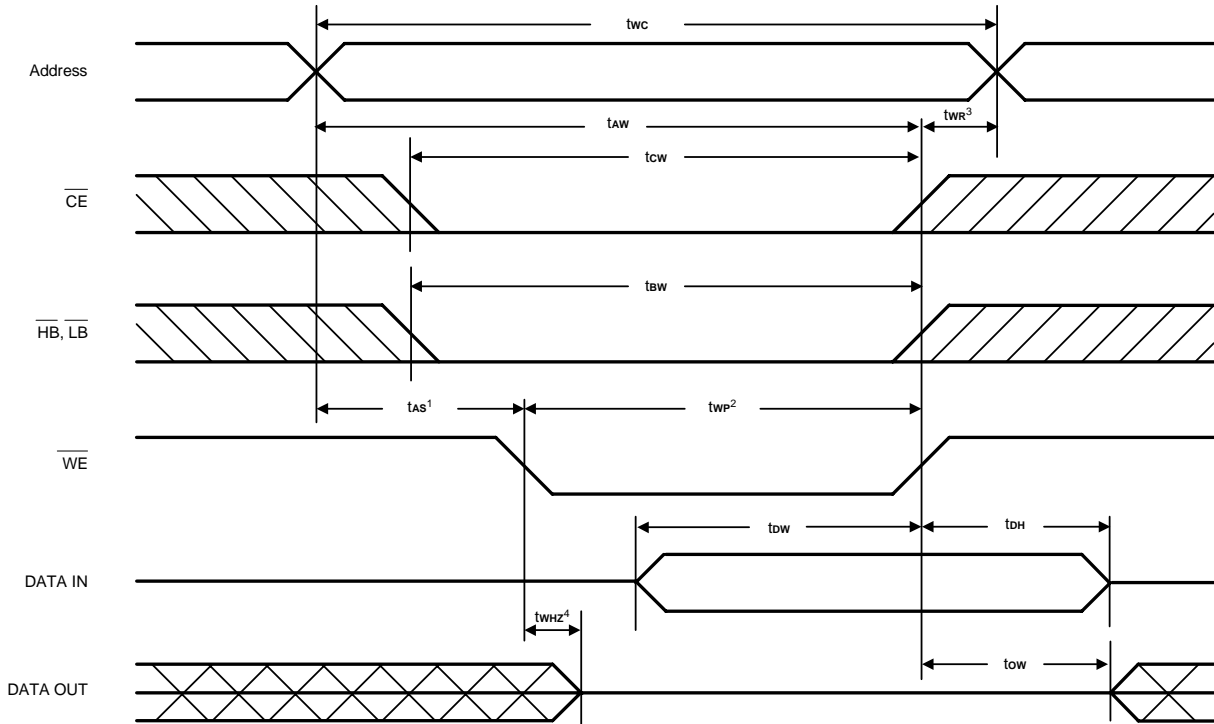 tWC
Address
tAW
tWR³
tCW
CE
tBW
HB, LB
tAS¹
tWP²
WE
tDW
tDH
DATA IN
tWHZ⁴
tOW
DATA OUT